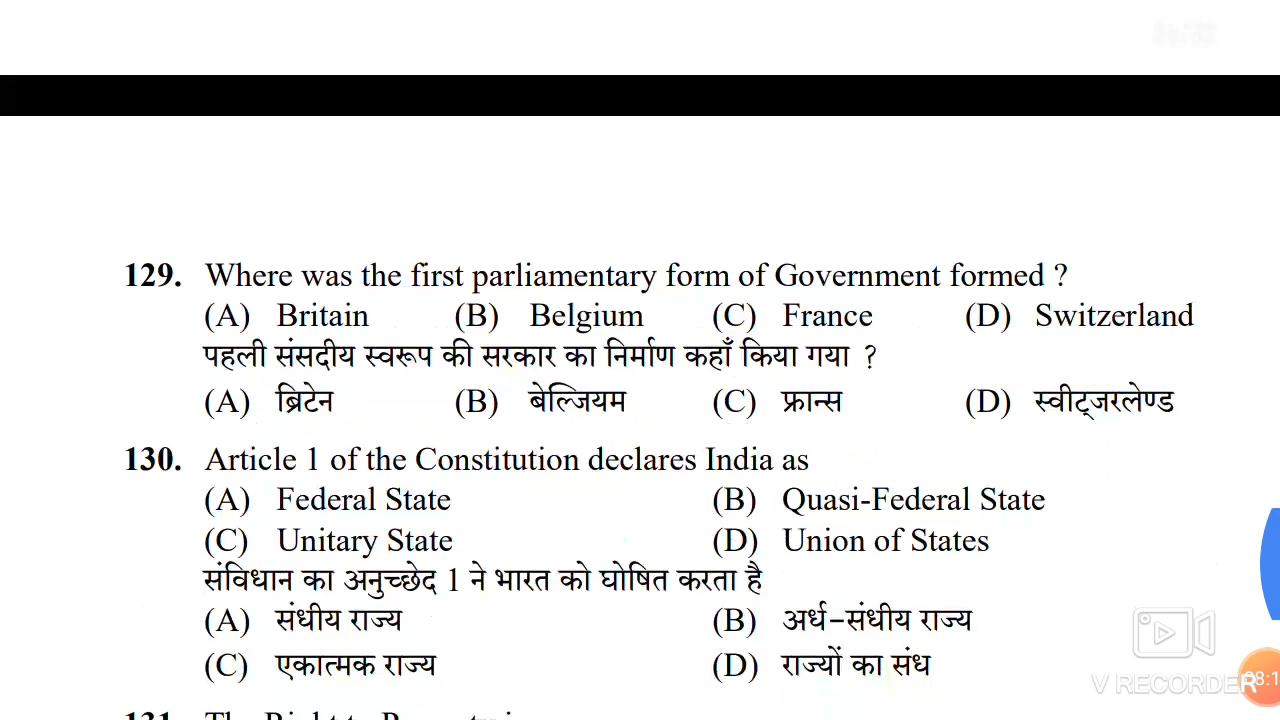 129. Where was the first parliamentary form of Government formed ?
(A) Britain (B) Belgium (C) France (D) Switzerland
पहली संसदीय स्वरूप की सरकार का निर्माण कहाँ किया गया ?
(A) ब्रिटेन (B) बेल्जियम (C) फ्रान्स (D) स्वीट्जरलेण्ड
130. Article 1 of the Constitution declares India as
(A) Federal State (B) Quasi-Federal State
(C) Unitary State (D) Union of States
संविधान का अनुच्छेद 1 ने भारत को घोषित करता है
(A) संधीय राज्य (B) अर्ध-संधीय राज्य
(C) एकात्मक राज्य (D) राज्यों का संध
V RECORDER